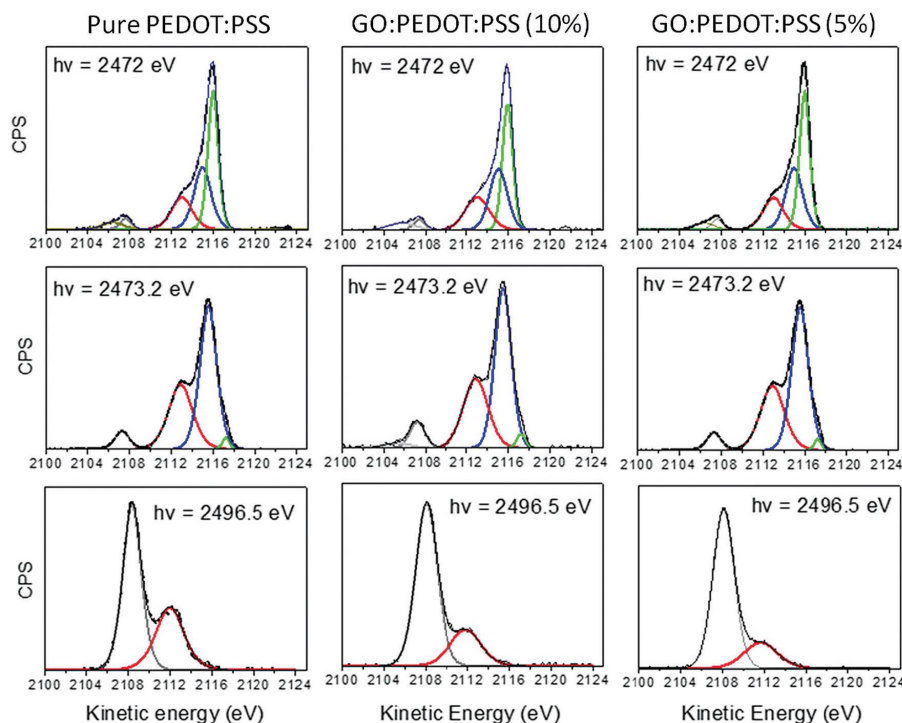 Pure PEDOT:PSS GO:PEDOT:PSS (10%) GO:PEDOT:PSS (5%)
hv = 2472 eV hv = 2472 eV hv = 2472 eV
CPS
2100 2104 2108 2112 2116 2120 2124 2100 2104 2108 2112 2116 2120 2124 2100 2104 2108 2112 2116 2120 2124
hv = 2473.2 eV hv = 2473.2 eV hv = 2473.2 eV
CPS
2100 2104 2108 2112 2116 2120 2124 2100 2104 2108 2112 2116 2120 2124 2100 2104 2108 2112 2116 2120 2124
hv = 2496.5 eV hv = 2496.5 eV hv = 2496.5 eV
CPS
2100 2104 2108 2112 2116 2120 2124 2100 2104 2108 2112 2116 2120 2124 2100 2104 2108 2112 2116 2120 2124
Kinetic energy (eV) Kinetic Energy (eV) Kinetic Energy (eV)